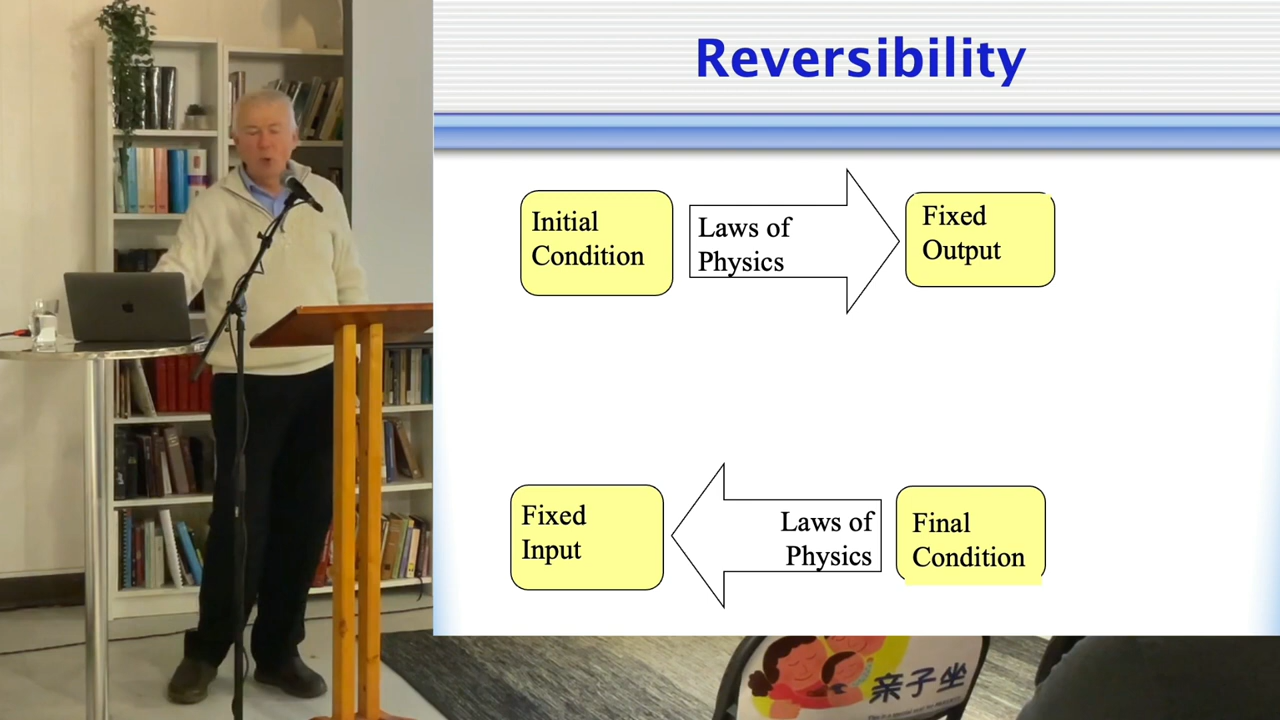 Reversibility
Initial
Condition
Laws of
Physics
Fixed
Output
Fixed
Input
Laws of
Physics
Final
Condition
亲子坐